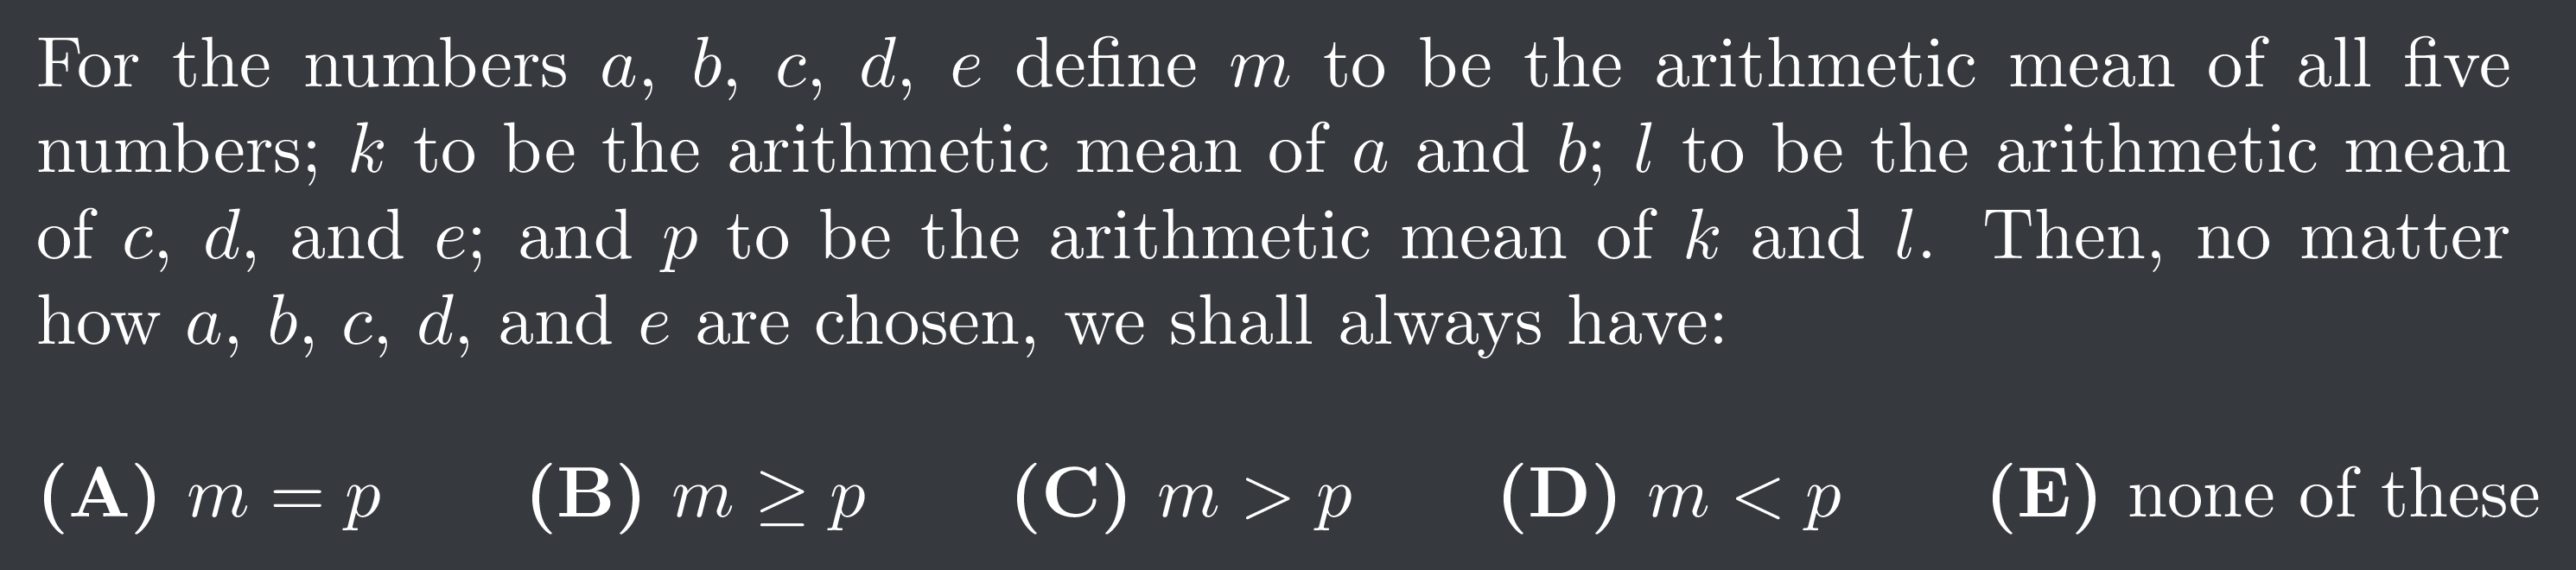 For the numbers a, b, c, d, e define m to be the arithmetic mean of all five
numbers; k to be the arithmetic mean of a and b; l to be the arithmetic mean
of c, d, and e; and p to be the arithmetic mean of k and l. Then, no matter
how a, b, c, d, and e are chosen, we shall always have:
(A) m = p (B) m ≥ p (C) m > p (D) m < p (E) none of these